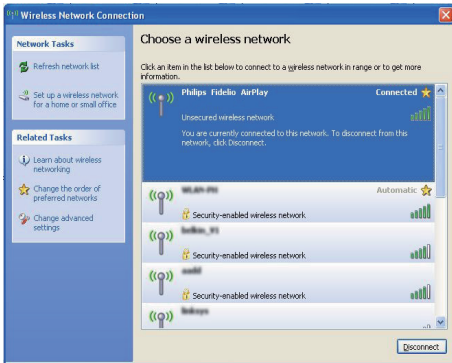 Wireless Network Connection
Network Tasks
Refresh network list
Set up a wireless network
for a home or small office
Related Tasks
Learn about wireless
networking
Change the order of
preferred networks
Change advanced
settings
Choose a wireless network
Click an item in the list below to connect to a wireless network in range or to get more
information.
Philips Fidelio AirPlay
Connected
Unsecured wireless network
You are currently connected to this network. To disconnect from this
network, click Disconnect.
Automatic
Security-enabled wireless network
Security-enabled wireless network
Security-enabled wireless network
Disconnect